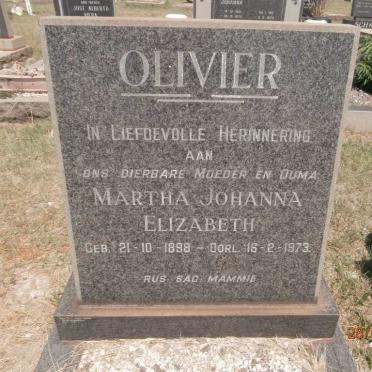 OLIVIER
IN LIEFDEVOLLE HERINNERING
AAN
ONS DIERBARE MOEDER EN OUMA
MARTHA JOHANNA
ELIZABETH
GEB. 21-10-1898 – OORL. 16-2-1973.
RUS SAG MAMMIE